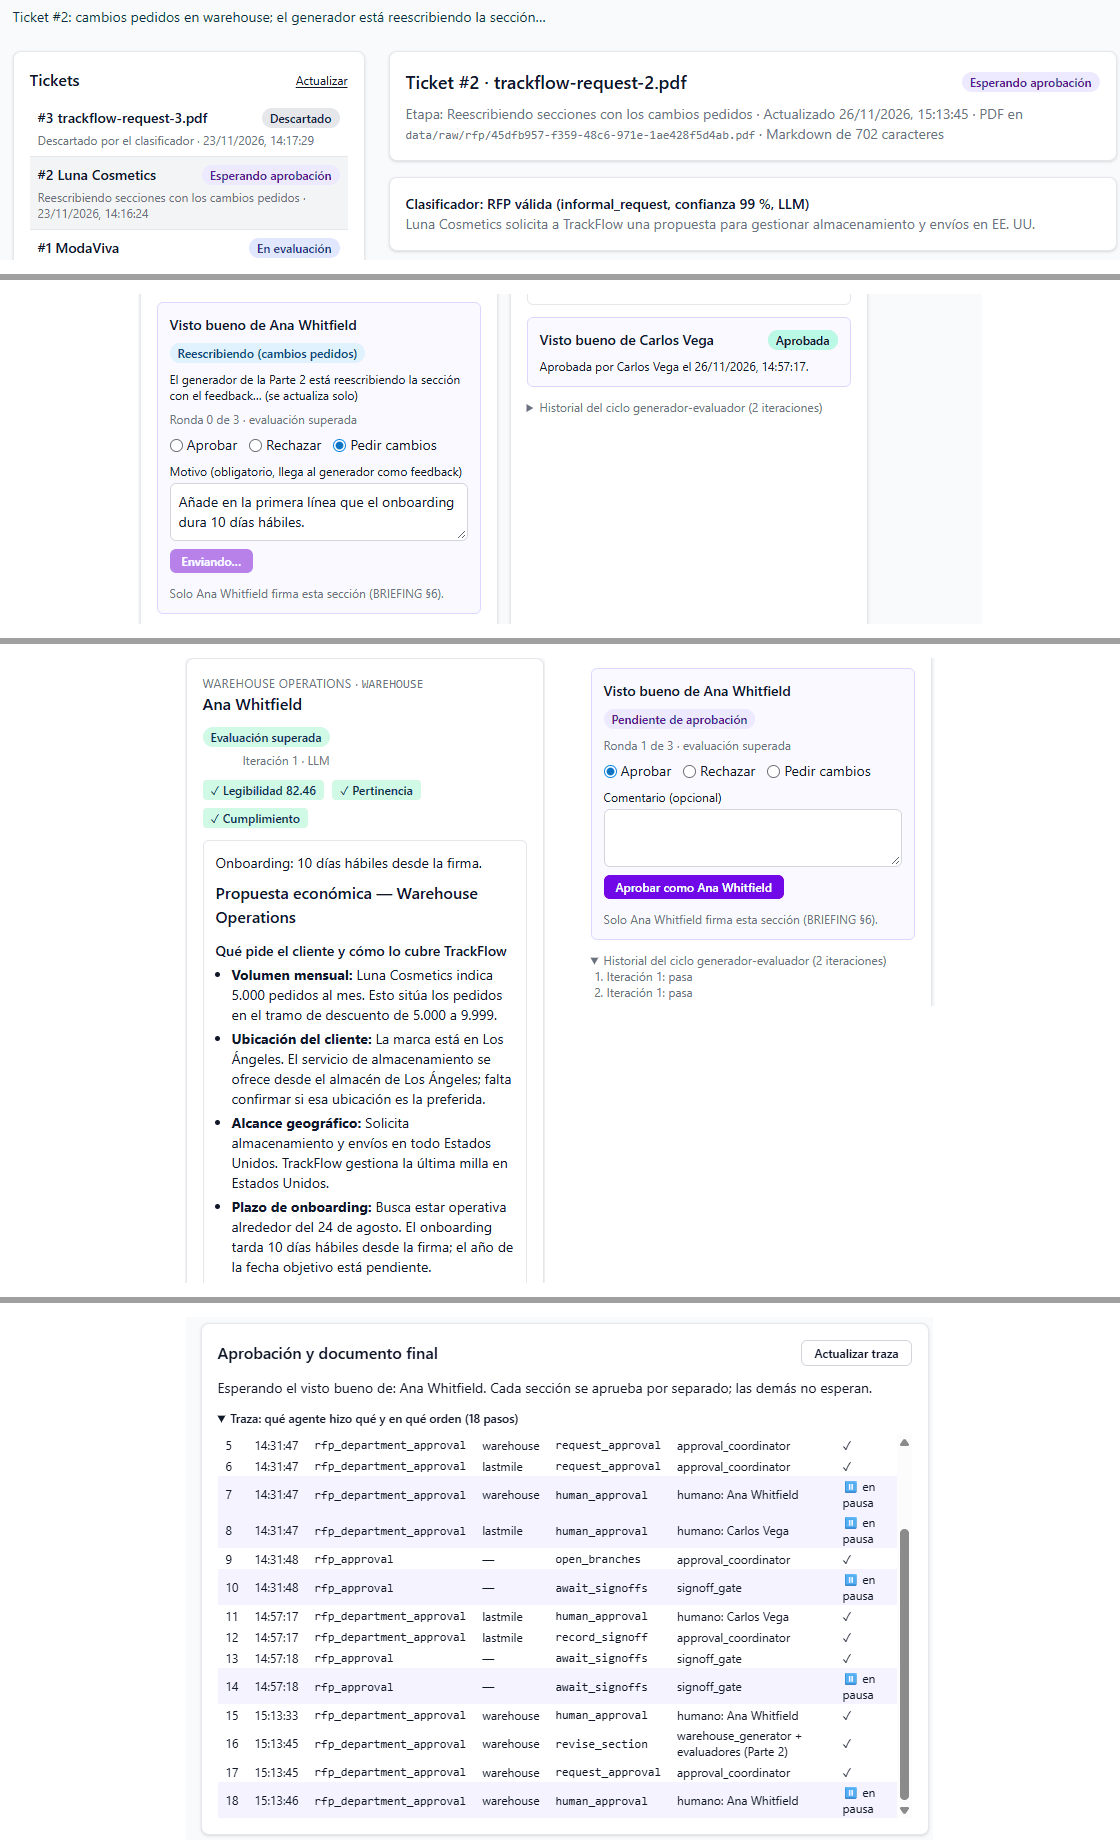 Ticket #2: cambios pedidos en warehouse; el generador está reescribiendo la sección...
Tickets
Actualizar
#3 trackflow-request-3.pdf
Descartado
Descartado por el clasificador · 23/11/2026, 14:17:29
#2 Luna Cosmetics
Esperando aprobación
Reescribiendo secciones con los cambios pedidos ·
23/11/2026, 14:16:24
#1 ModaViva
En evaluación
Ticket #2 · trackflow-request-2.pdf
Esperando aprobación
Etapa: Reescribiendo secciones con los cambios pedidos · Actualizado 26/11/2026, 15:13:45 · PDF en
data/raw/rfp/45dfb957-f359-48c6-971e-1ae428f5d4ab.pdf · Markdown de 702 caracteres
Clasificador: RFP válida (informal_request, confianza 99 %, LLM)
Luna Cosmetics solicita a TrackFlow una propuesta para gestionar almacenamiento y envíos en EE. UU.
Visto bueno de Ana Whitfield
Reescribiendo (cambios pedidos)
El generador de la Parte 2 está reescribiendo la sección
con el feedback... (se actualiza solo)
Ronda 0 de 3 · evaluación superada
Aprobar Rechazar Pedir cambios
Motivo (obligatorio, llega al generador como feedback)
Añade en la primera línea que el onboarding
dura 10 días hábiles.
Enviando...
Solo Ana Whitfield firma esta sección (BRIEFING §6).
Visto bueno de Carlos Vega
Aprobada
Aprobada por Carlos Vega el 26/11/2026, 14:57:17.
▶ Historial del ciclo generador-evaluador (2 iteraciones)
WAREHOUSE OPERATIONS · WAREHOUSE
Ana Whitfield
Evaluación superada
Iteración 1 · LLM
✓ Legibilidad 82.46
✓ Pertinencia
✓ Cumplimiento
Onboarding: 10 días hábiles desde la firma.
Propuesta económica — Warehouse
Operations
Qué pide el cliente y cómo lo cubre TrackFlow
• Volumen mensual: Luna Cosmetics indica
5.000 pedidos al mes. Esto sitúa los pedidos
en el tramo de descuento de 5.000 a 9.999.
• Ubicación del cliente: La marca está en Los
Ángeles. El servicio de almacenamiento se
ofrece desde el almacén de Los Ángeles; falta
confirmar si esa ubicación es la preferida.
• Alcance geográfico: Solicita
almacenamiento y envíos en todo Estados
Unidos. TrackFlow gestiona la última milla en
Estados Unidos.
• Plazo de onboarding: Busca estar operativa
alrededor del 24 de agosto. El onboarding
tarda 10 días hábiles desde la firma; el año de
la fecha objetivo está pendiente.
Visto bueno de Ana Whitfield
Pendiente de aprobación
Ronda 1 de 3 · evaluación superada
Aprobar Rechazar Pedir cambios
Comentario (opcional)
Aprobar como Ana Whitfield
Solo Ana Whitfield firma esta sección (BRIEFING §6).
▼ Historial del ciclo generador-evaluador (2 iteraciones)
1. Iteración 1: pasa
2. Iteración 1: pasa
Aprobación y documento final
Actualizar traza
Esperando el visto bueno de: Ana Whitfield. Cada sección se aprueba por separado; las demás no esperan.
▼ Traza: qué agente hizo qué y en qué orden (18 pasos)
5 14:31:47 rfp_department_approval warehouse request_approval approval_coordinator ✓
6 14:31:47 rfp_department_approval lastmile request_approval approval_coordinator ✓
7 14:31:47 rfp_department_approval warehouse human_approval humano: Ana Whitfield ⏸ en pausa
8 14:31:47 rfp_department_approval lastmile human_approval humano: Carlos Vega ⏸ en pausa
9 14:31:48 rfp_approval — open_branches approval_coordinator ✓
10 14:31:48 rfp_approval — await_signoffs signoff_gate ⏸ en pausa
11 14:57:17 rfp_department_approval lastmile human_approval humano: Carlos Vega ✓
12 14:57:17 rfp_department_approval lastmile record_signoff approval_coordinator ✓
13 14:57:18 rfp_approval — await_signoffs signoff_gate ✓
14 14:57:18 rfp_approval — await_signoffs signoff_gate ⏸ en pausa
15 15:13:33 rfp_department_approval warehouse human_approval humano: Ana Whitfield ✓
16 15:13:45 rfp_department_approval warehouse revise_section warehouse_generator + evaluadores (Parte 2) ✓
17 15:13:45 rfp_department_approval warehouse request_approval approval_coordinator ✓
18 15:13:46 rfp_department_approval warehouse human_approval humano: Ana Whitfield ⏸ en pausa